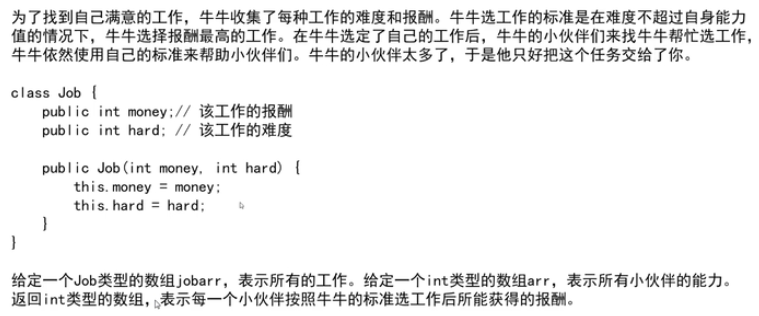 为了找到自己满意的工作，牛牛收集了每种工作的难度和报酬。牛牛选工作的标准是在难度不超过自身能力
值的情况下，牛牛选择报酬最高的工作。在牛牛选定了自己的工作后，牛牛的小伙伴们来找牛牛帮忙选工作，
牛牛依然使用自己的标准来帮助小伙伴们。牛牛的小伙伴太多了，于是他只好把这个任务交给了你。
class Job {
    public int money;// 该工作的报酬
    public int hard; // 该工作的难度
    public Job(int money, int hard) {
        this.money = money;
        this.hard = hard;
    }
}
给定一个Job类型的数组jobarr，表示所有的工作。给定一个int类型的数组arr，表示所有小伙伴的能力。
返回int类型的数组，表示每一个小伙伴按照牛牛的标准选工作后所能获得的报酬。